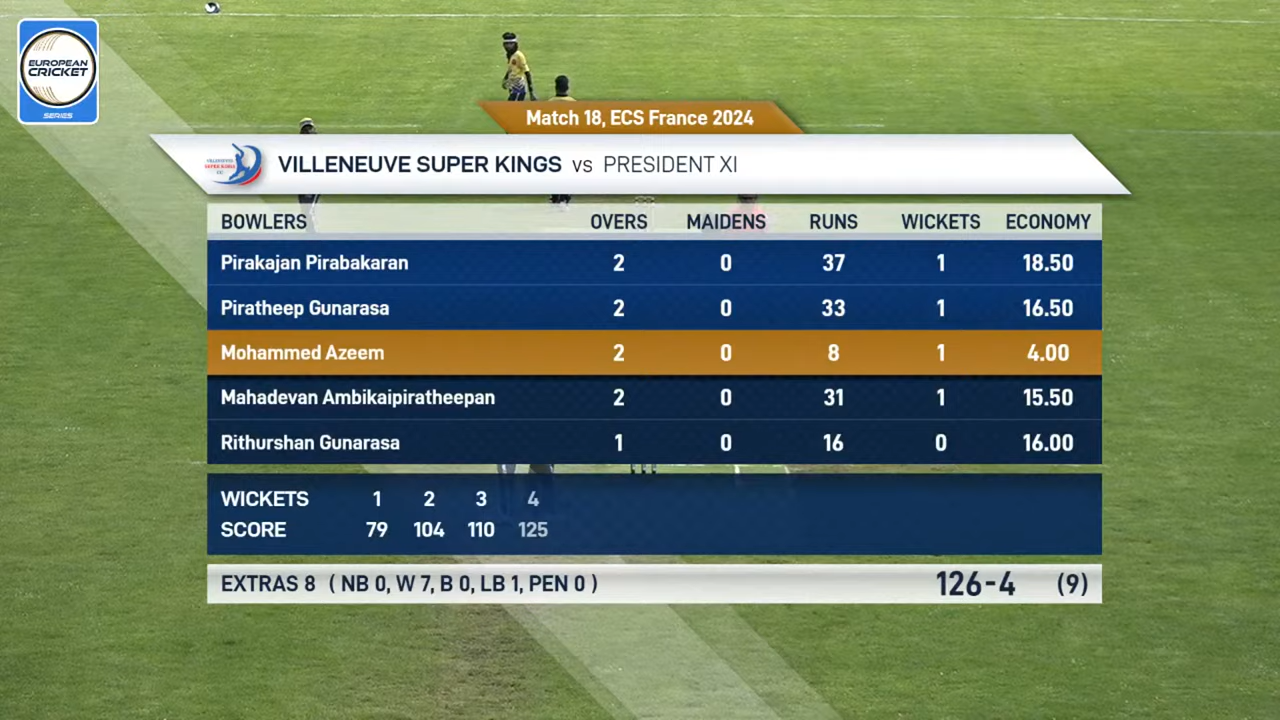 EUROPEAN
CRICKET
SERIES
Match 18, ECS France 2024
VILLENEUVE SUPER KINGS vs PRESIDENT XI
BOWLERS OVERS MAIDENS RUNS WICKETS ECONOMY
Pirakajan Pirabakaran 2 0 37 1 18.50
Piratheep Gunarasa 2 0 33 1 16.50
Mohammed Azeem 2 0 8 1 4.00
Mahadevan Ambikaipiratheepan 2 0 31 1 15.50
Rithurshan Gunarasa 1 0 16 0 16.00
WICKETS 1 2 3 4
SCORE 79 104 110 125
EXTRAS 8 ( NB 0, W 7, B 0, LB 1, PEN 0 ) 126-4 (9)